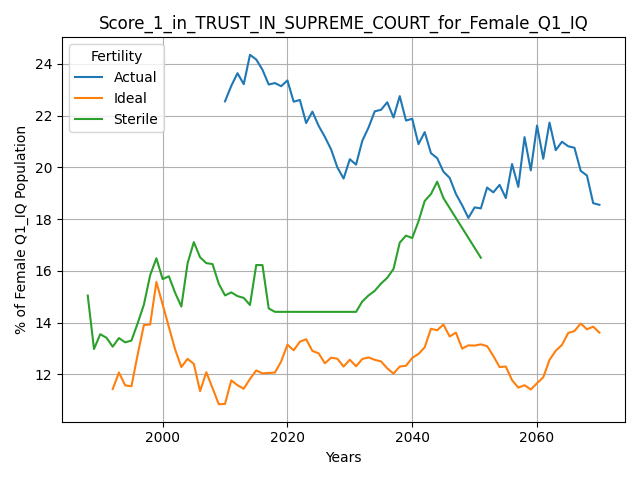 Score_1_in_TRUST_IN_SUPREME_COURT_for_Female_Q1_IQ
Fertility
Actual
Ideal
Sterile
% of Female Q1_IQ Population
24
22
20
18
16
14
12
2000
2020
2040
2060
Years